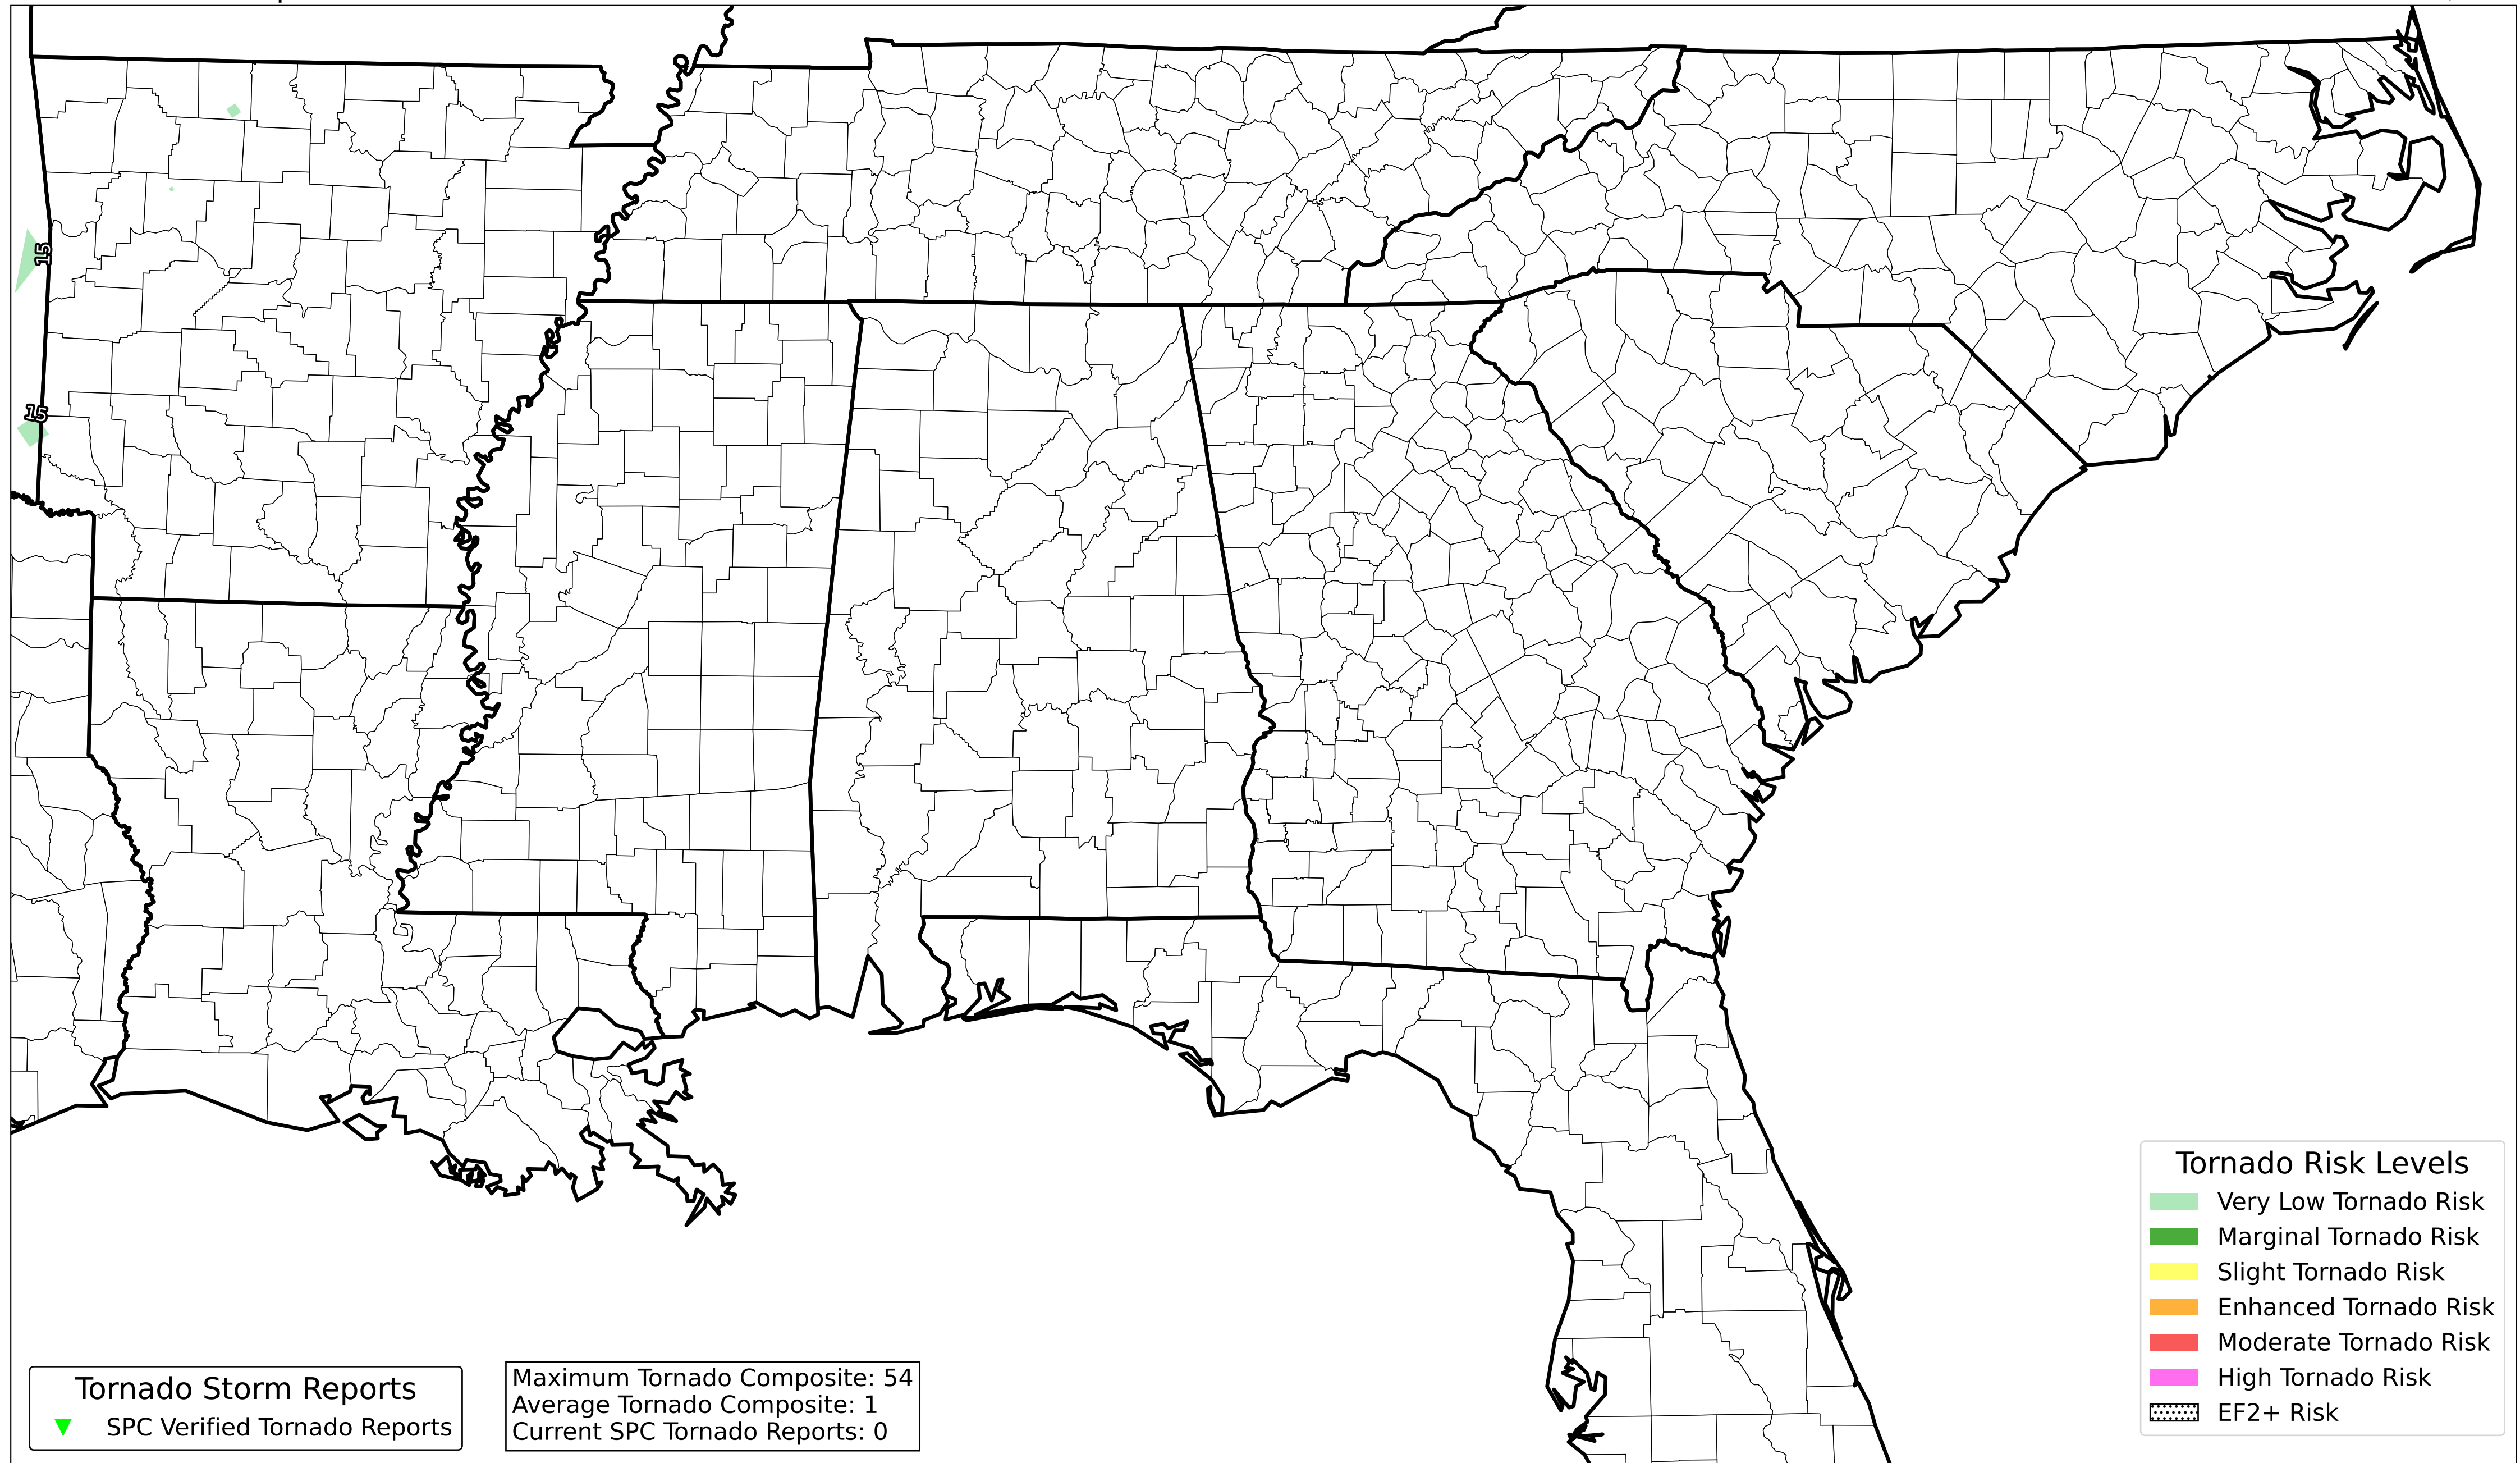 15
15
Tornado Risk Levels
Very Low Tornado Risk
Marginal Tornado Risk
Slight Tornado Risk
Enhanced Tornado Risk
Moderate Tornado Risk
High Tornado Risk
EF2+ Risk
Tornado Storm Reports
SPC Verified Tornado Reports
Maximum Tornado Composite: 54
Average Tornado Composite: 1
Current SPC Tornado Reports: 0